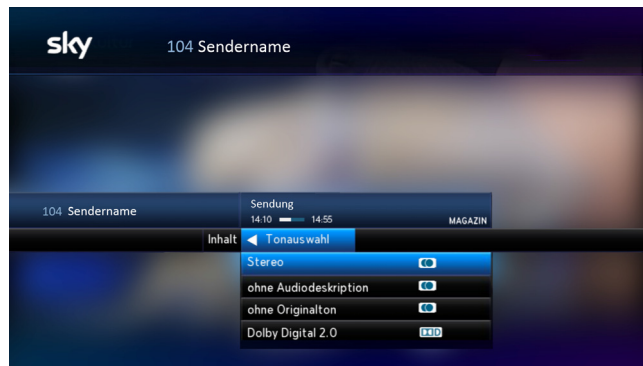 sky 104 Sendername
104 Sendername
Sendung
14:10 14:55 MAGAZIN
Inhalt Tonauswahl
Stereo
ohne Audiodeskription
ohne Originalton
Dolby Digital 2.0